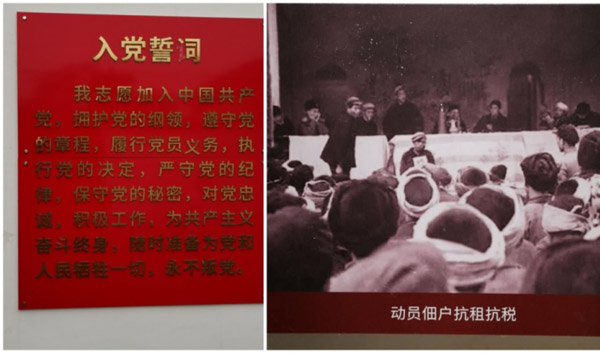 入党誓词
我志愿加入中国共产
党，拥护党的纲领，遵守党
的章程，履行党员义务，执
行党的决定，严守党的纪
律，保守党的秘密，对党忠
诚，积极工作，为共产主义
奋斗终身，随时准备为党和
人民牺牲一切，永不叛党。
动员佃户抗租抗税